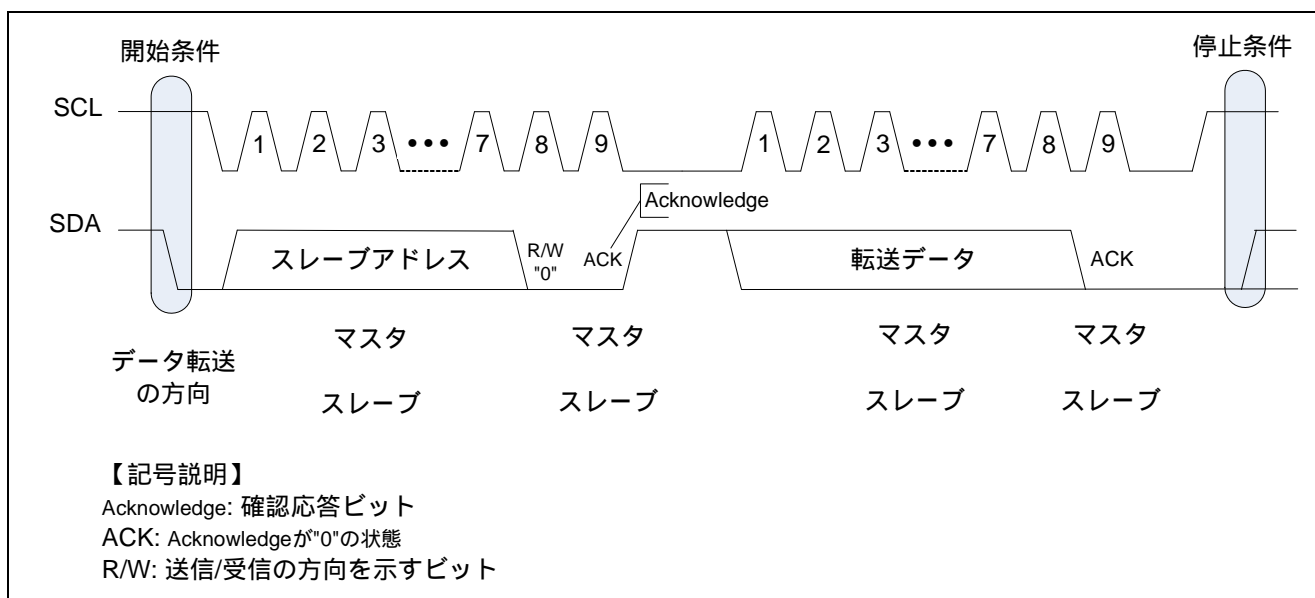 開始条件
停止条件
SCL
1 2 3 ••• 7 8 9 1 2 3 ••• 7 8 9
Acknowledge
SDA
スレーブアドレス R/W "0" ACK 転送データ ACK
マスタ マスタ マスタ マスタ
データ転送
の方向
スレーブ スレーブ スレーブ スレーブ
【記号説明】
Acknowledge: 確認応答ビット
ACK: Acknowledgeが"0"の状態
R/W: 送信/受信の方向を示すビット